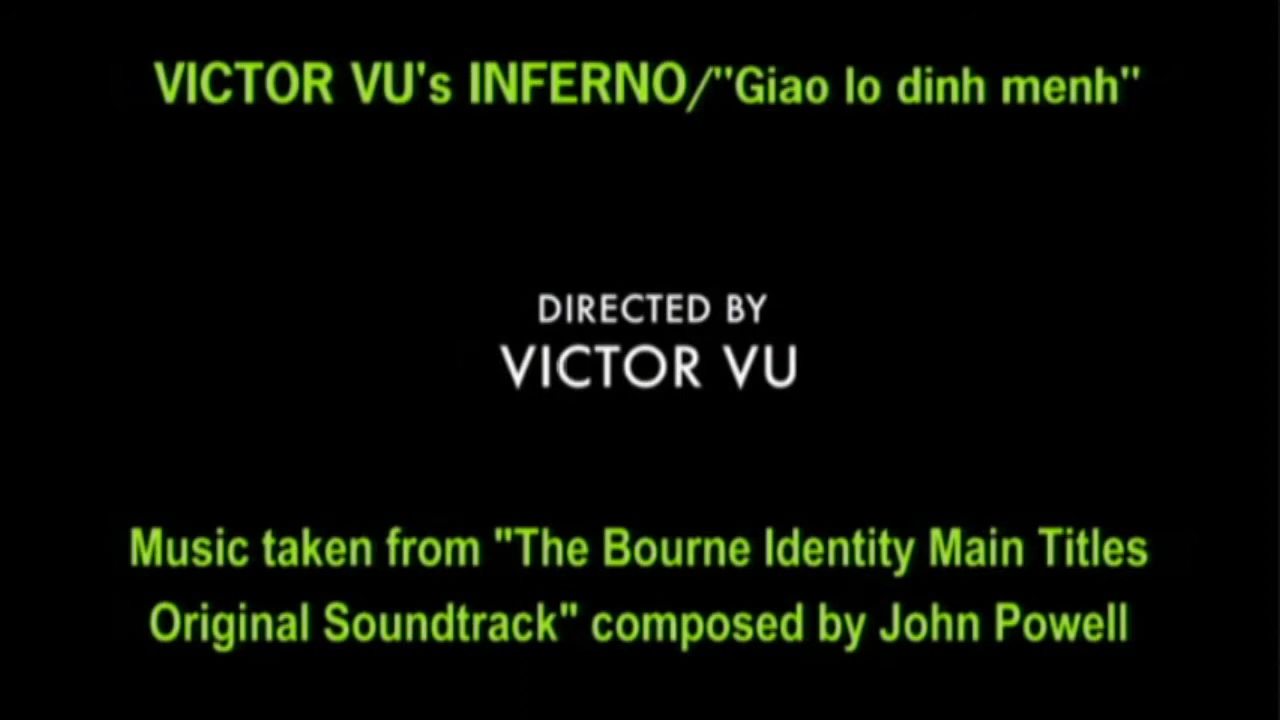 VICTOR VU's INFERNO/"Giao lo dinh menh"
DIRECTED BY
VICTOR VU
Music taken from "The Bourne Identity Main Titles
Original Soundtrack" composed by John Powell